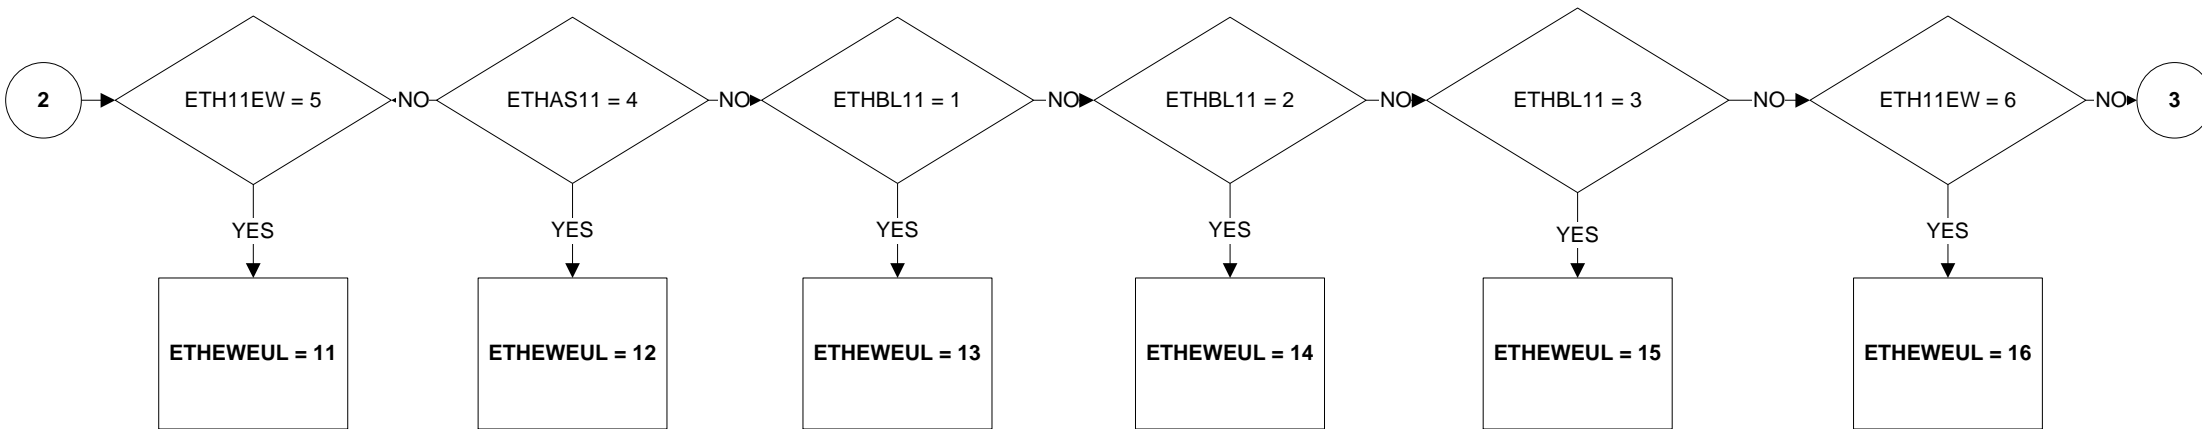 2
ETH11EW = 5
NO
ETHAS11 = 4
NO
ETHBL11 = 1
NO
ETHBL11 = 2
NO
ETHBL11 = 3
NO
ETH11EW = 6
NO
3
YES
YES
YES
YES
YES
YES
ETHEWEUL = 11
ETHEWEUL = 12
ETHEWEUL = 13
ETHEWEUL = 14
ETHEWEUL = 15
ETHEWEUL = 16